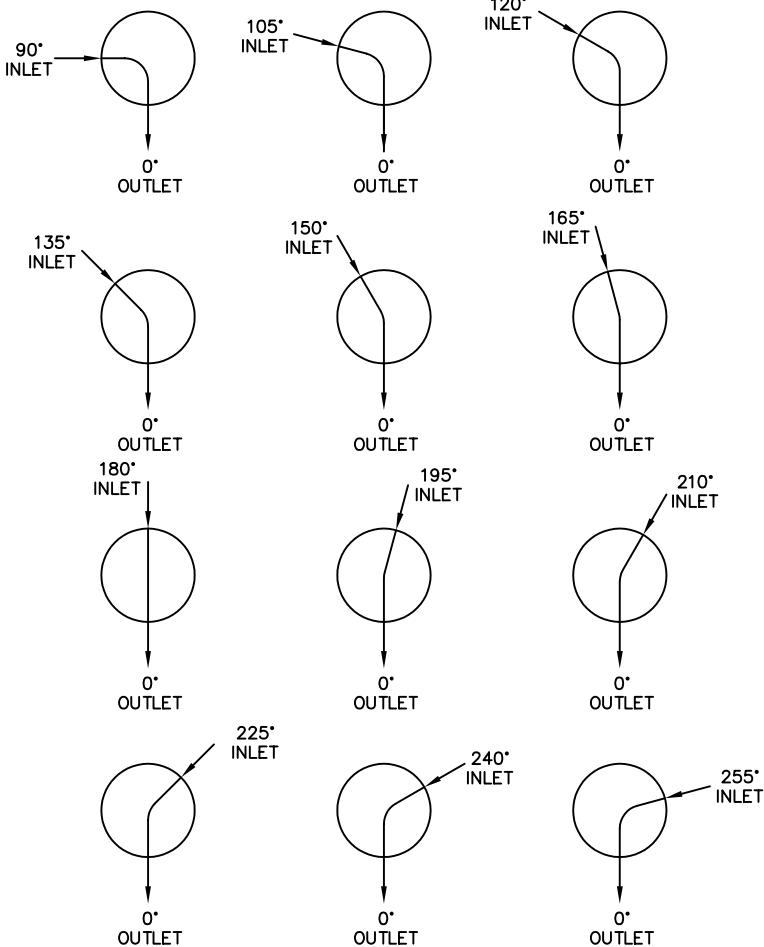 90°
INLET
0°
OUTLET
105°
INLET
0°
OUTLET
120°
INLET
0°
OUTLET
135°
INLET
0°
OUTLET
150°
INLET
0°
OUTLET
165°
INLET
0°
OUTLET
180°
INLET
0°
OUTLET
195°
INLET
0°
OUTLET
210°
INLET
0°
OUTLET
225°
INLET
0°
OUTLET
240°
INLET
0°
OUTLET
255°
INLET
0°
OUTLET